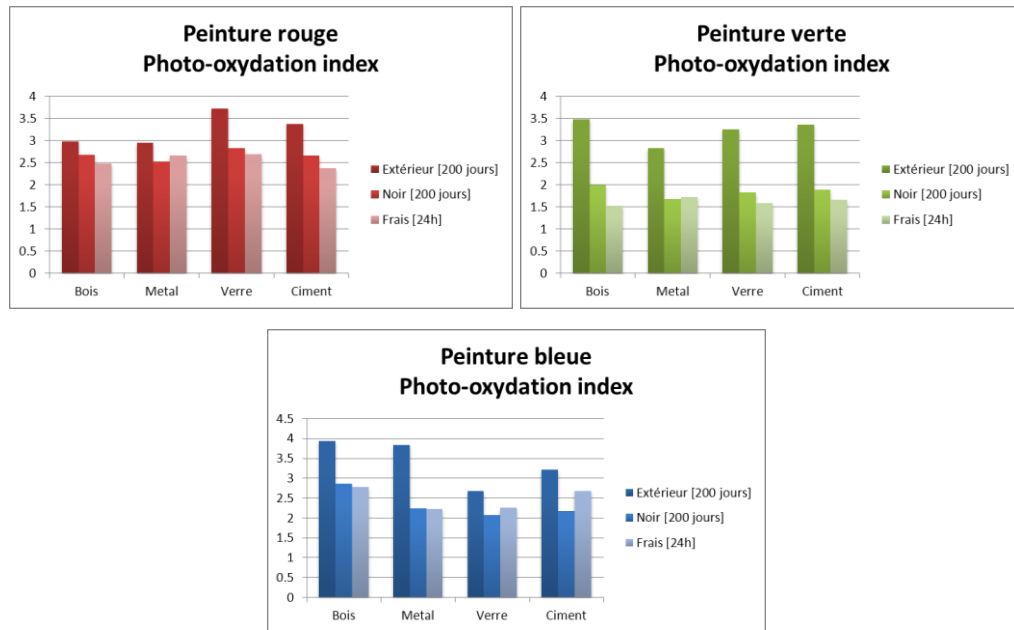 Peinture rouge
Photo-oxydation index
4
3.5
3
2.5
2
1.5
1
0.5
0
Bois Metal Verre Ciment
Extérieur [200 jours]
Noir [200 jours]
Frais [24h]
Peinture verte
Photo-oxydation index
4
3.5
3
2.5
2
1.5
1
0.5
0
Bois Metal Verre Ciment
Extérieur [200 jours]
Noir [200 jours]
Frais [24h]
Peinture bleue
Photo-oxydation index
4.5
4
3.5
3
2.5
2
1.5
1
0.5
0
Bois Metal Verre Ciment
Extérieur [200 jours]
Noir [200 jours]
Frais [24h]